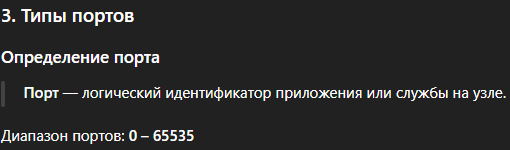 3. Типы портов
Определение порта
Порт — логический идентификатор приложения или службы на узле.
Диапазон портов: 0 – 65535